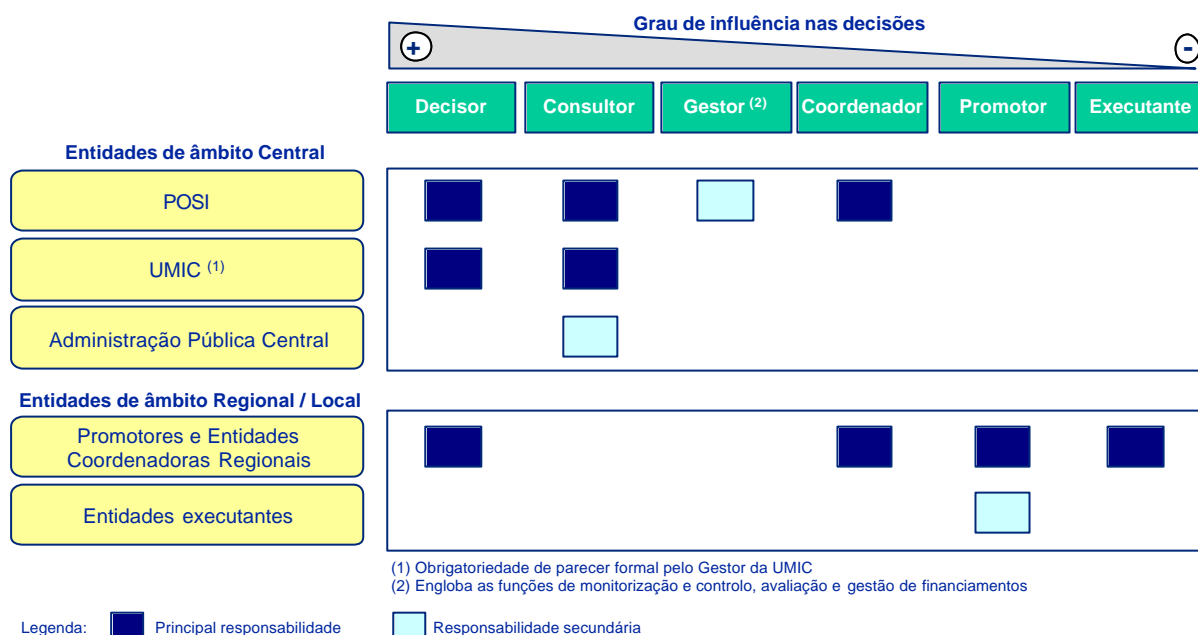 Grau de influência nas decisões
+
-
Decisor
Consultor
Gestor (2)
Coordenador
Promotor
Executante
Entidades de âmbito Central
POSI
UMIC (1)
Administração Pública Central
Entidades de âmbito Regional / Local
Promotores e Entidades
Coordenadoras Regionais
Entidades executantes
(1) Obrigatoriedade de parecer formal pelo Gestor da UMIC
(2) Engloba as funções de monitorização e controlo, avaliação e gestão de financiamentos
Legenda:
Principal responsabilidade
Responsabilidade secundária